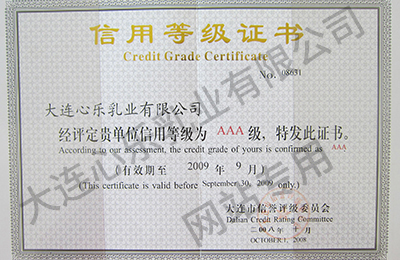 信用等级证书
Credit Grade Certificate
No. 08631
大连心乐乳业有限公司
经评定贵单位信用等级为 AAA 级，特发此证书。
According to our assessment, the credit grade of yours is confirmed as AAA
(有效期至 2009 年 9 月)
(This certificate is valid before September 30, 2009 only.)
大连市信誉评级委员会
Dalian Credit Rating Committee
二00八年 十月
OCTOBER 1, 2008
大连心乐乳业有限公司
网站专用